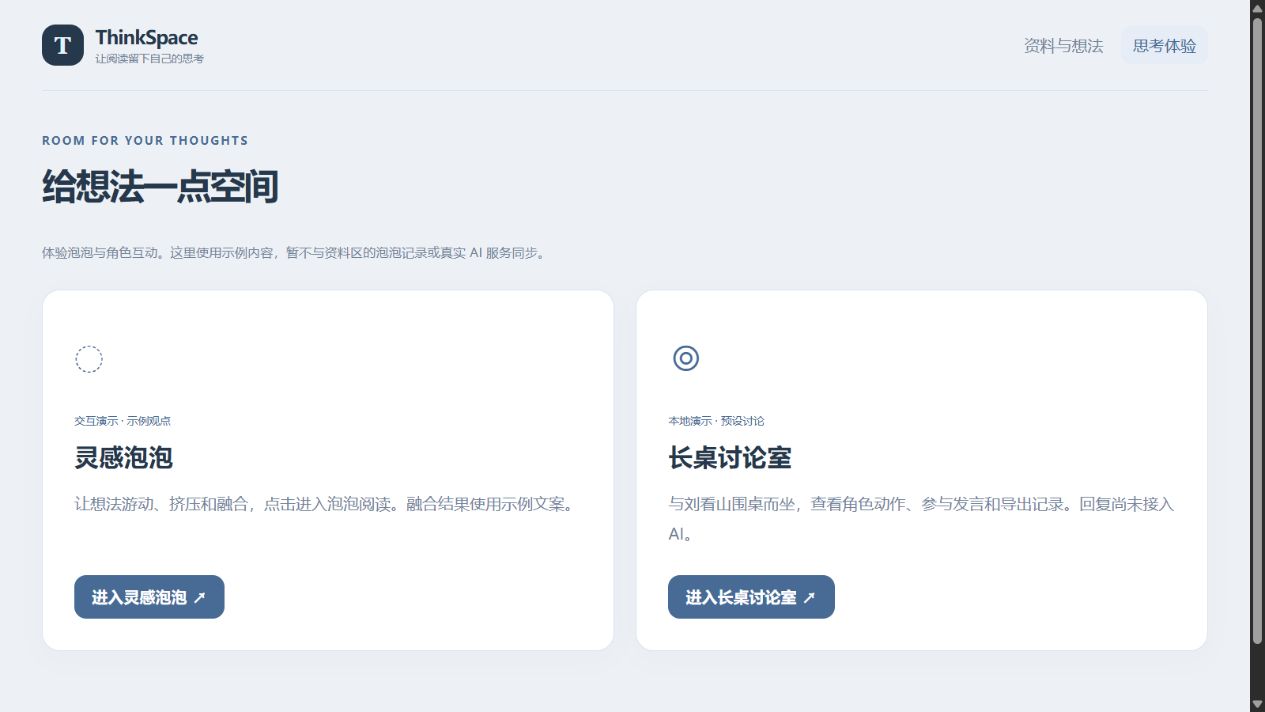 T
ThinkSpace
让阅读留下自己的思考
资料与想法
思考体验
ROOM FOR YOUR THOUGHTS
给想法一点空间
体验泡泡与角色互动。这里使用示例内容，暂不与资料区的泡泡记录或真实 AI 服务同步。
交互演示 · 示例观点
灵感泡泡
让想法游动、挤压和融合，点击进入泡泡阅读。融合结果使用示例文案。
进入灵感泡泡 ↗
本地演示 · 预设讨论
长桌讨论室
与刘看山围桌而坐，查看角色动作、参与发言和导出记录。回复尚未接入
AI。
进入长桌讨论室 ↗